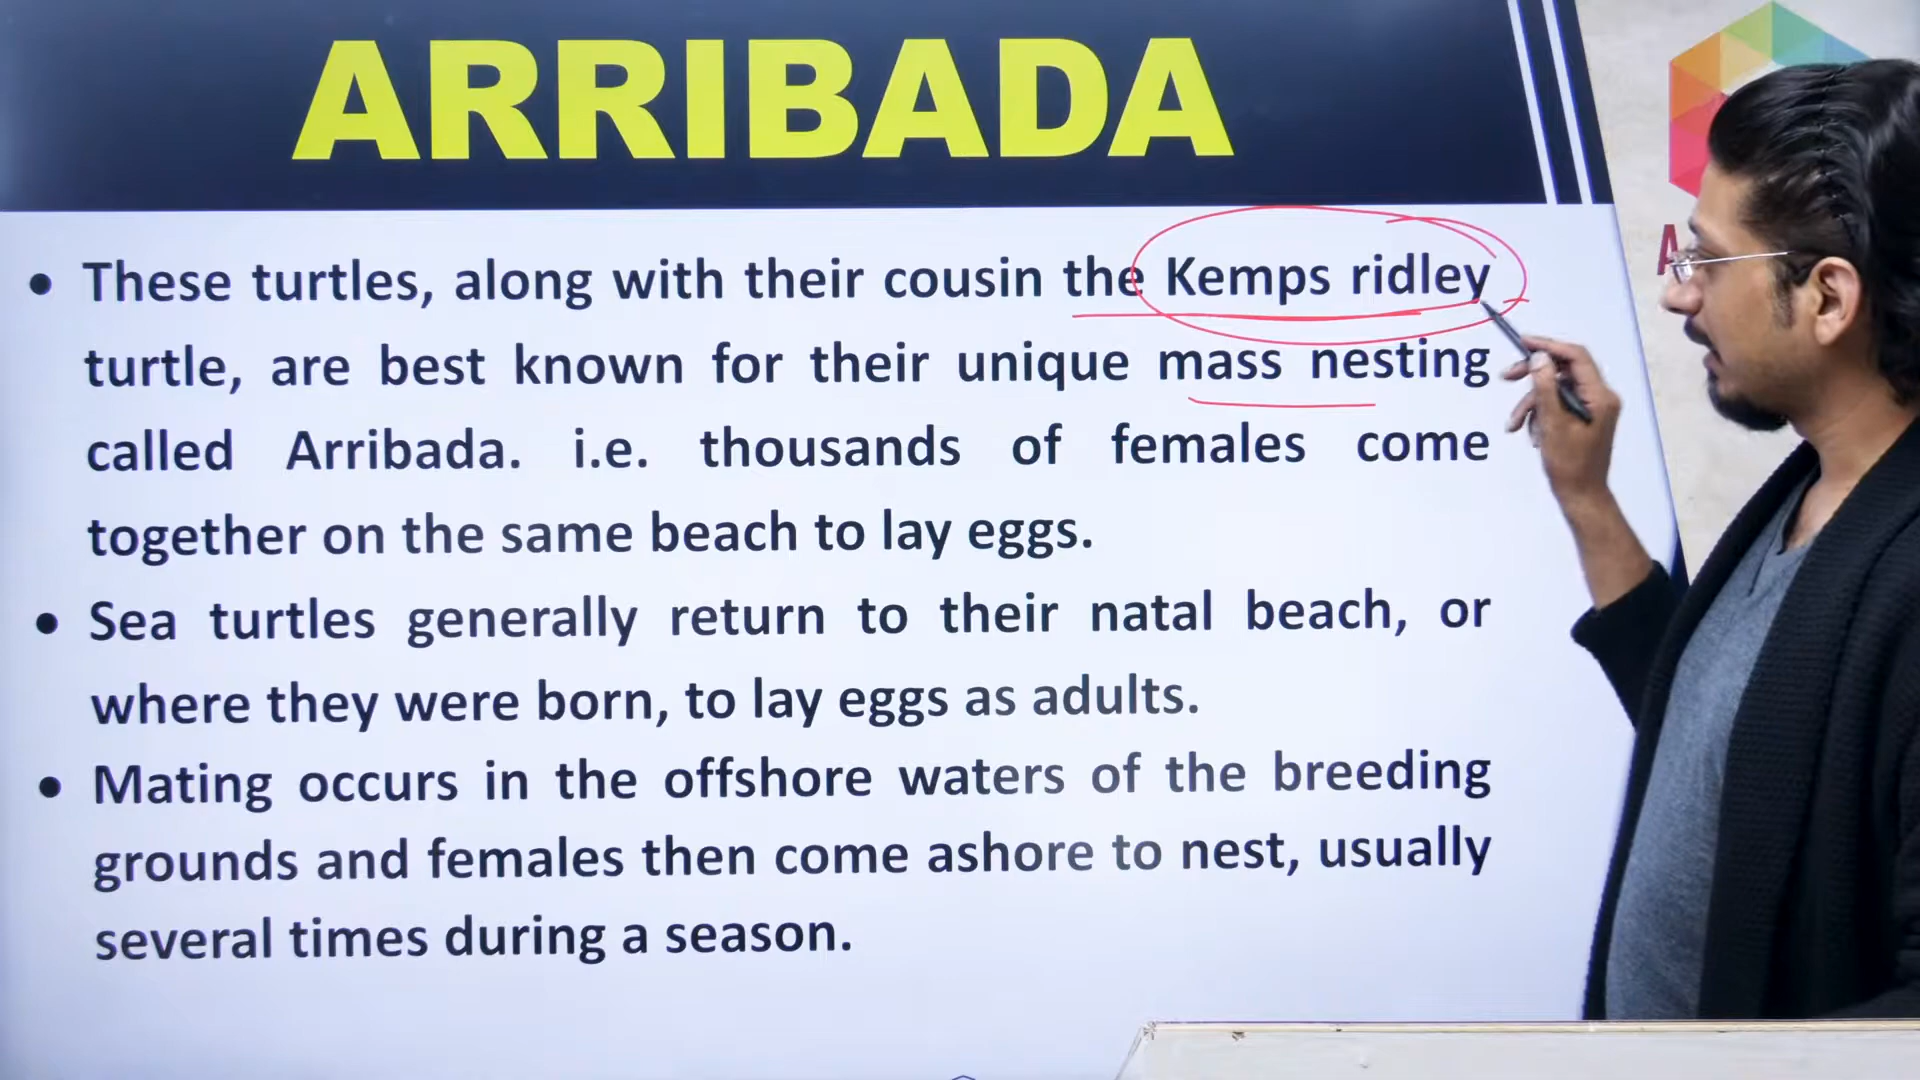 ARRIBADA
• These turtles, along with their cousin the Kemps ridley
turtle, are best known for their unique mass nesting
called Arribada. i.e. thousands of females come
together on the same beach to lay eggs.
• Sea turtles generally return to their natal beach, or
where they were born, to lay eggs as adults.
• Mating occurs in the offshore waters of the breeding
grounds and females then come ashore to nest, usually
several times during a season.